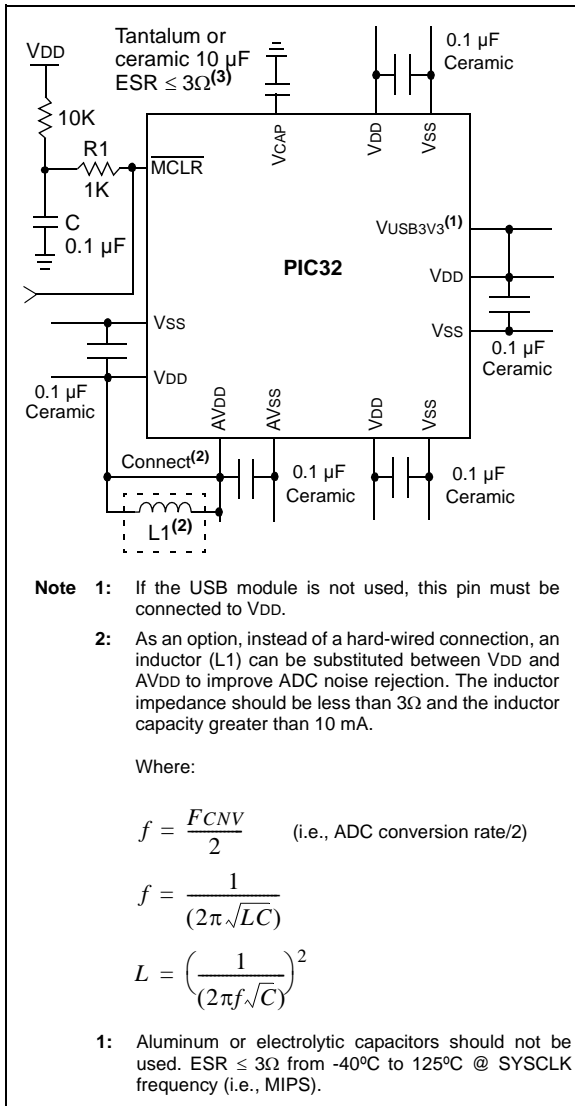 Tantalum or
ceramic 10 µF
ESR ≤ 3Ω(3)
VDD
10K
R1
1K
C
0.1 µF
MCLR
VCAP
0.1 µF
Ceramic
VDD
VSS
VUSB3V3(1)
VDD
VSS
0.1 µF
Ceramic
PIC32
VSS
VDD
0.1 µF
Ceramic
AVDD
AVSS
VDD
VSS
Connect(2)
L1(2)
0.1 µF
Ceramic
0.1 µF
Ceramic
Note 1: If the USB module is not used, this pin must be
connected to VDD.
2: As an option, instead of a hard-wired connection, an
inductor (L1) can be substituted between VDD and
AVDD to improve ADC noise rejection. The inductor
impedance should be less than 3Ω and the inductor
capacity greater than 10 mA.
Where:
f = FCNV / 2 (i.e., ADC conversion rate/2)
f = 1 / (2π√LC)
L = (1 / (2πf√C))²
1: Aluminum or electrolytic capacitors should not be
used. ESR ≤ 3Ω from -40ºC to 125ºC @ SYSCLK
frequency (i.e., MIPS).